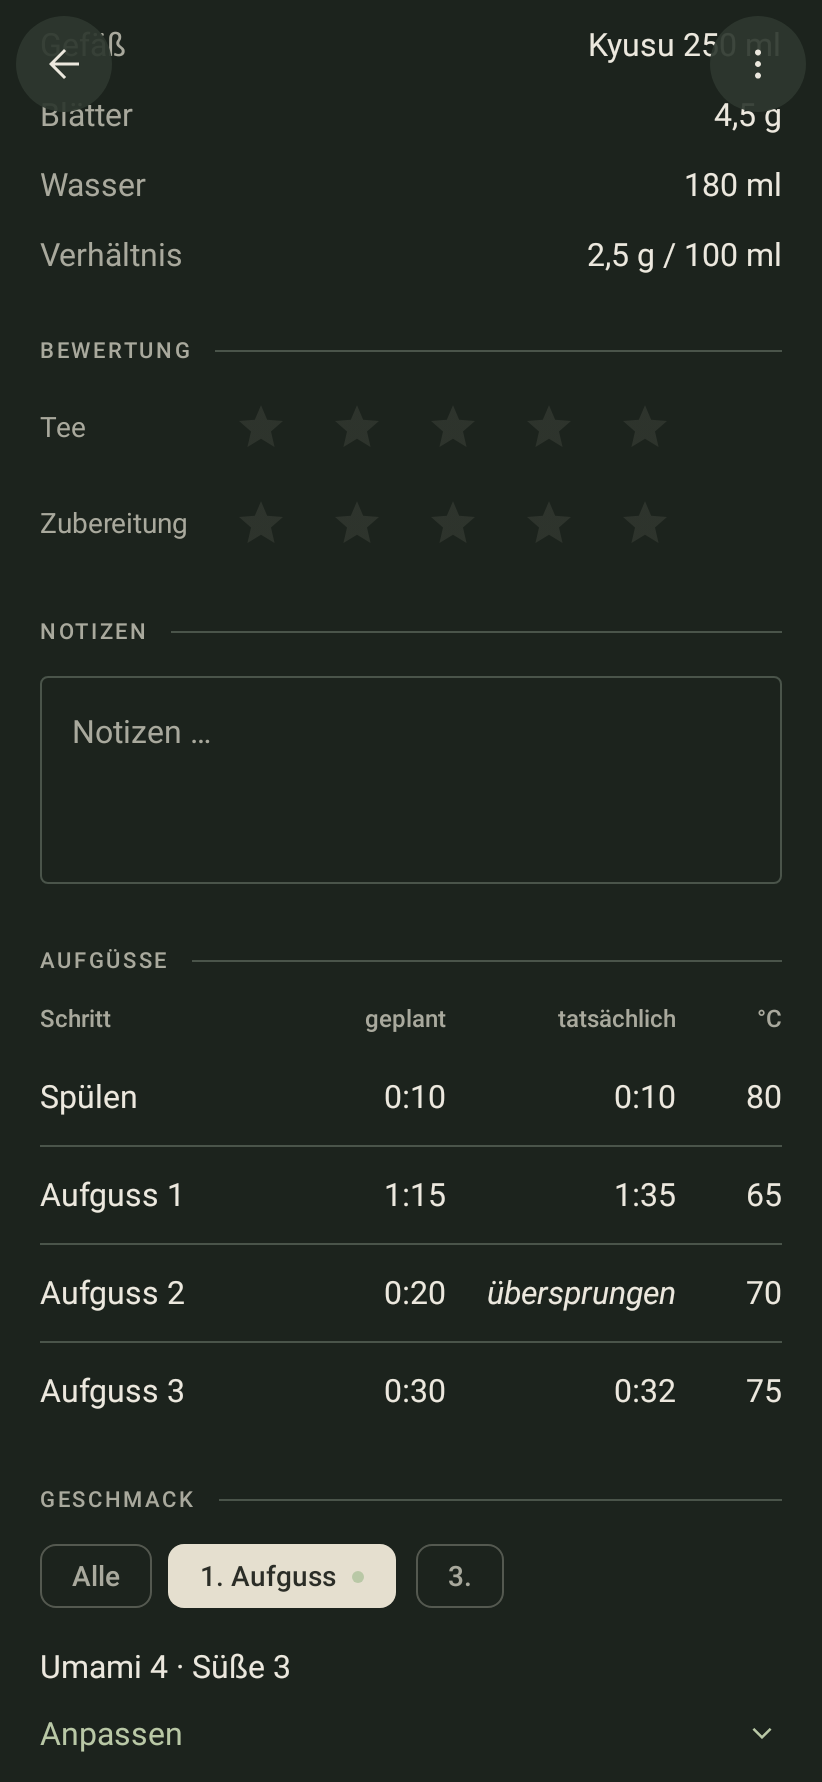 Gefäß Kyusu 250 ml
Blätter 4,5 g
Wasser 180 ml
Verhältnis 2,5 g / 100 ml
BEWERTUNG
Tee
Zubereitung
NOTIZEN
Notizen …
AUFGÜSSE
Schritt geplant tatsächlich °C
Spülen 0:10 0:10 80
Aufguss 1 1:15 1:35 65
Aufguss 2 0:20 übersprungen 70
Aufguss 3 0:30 0:32 75
GESCHMACK
Alle 1. Aufguss 3.
Umami 4 · Süße 3
Anpassen